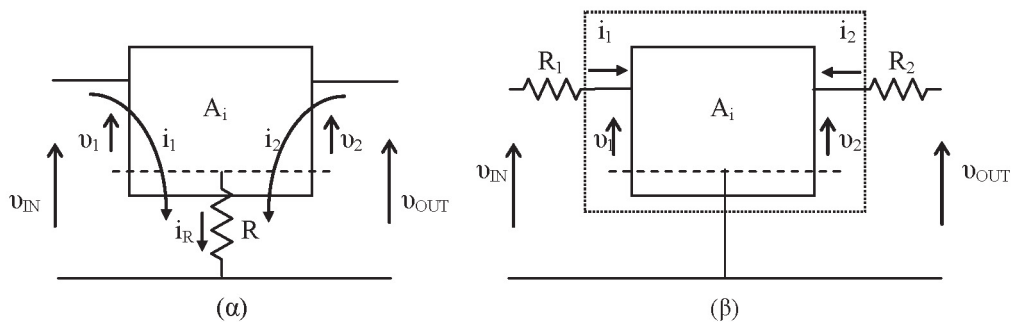 A_i
υ_1 i_1 i_2 υ_2
υ_IN υ_OUT
i_R R
(α)
i_1 i_2
R_1 R_2
A_i
υ_1 υ_2
υ_IN υ_OUT
(β)